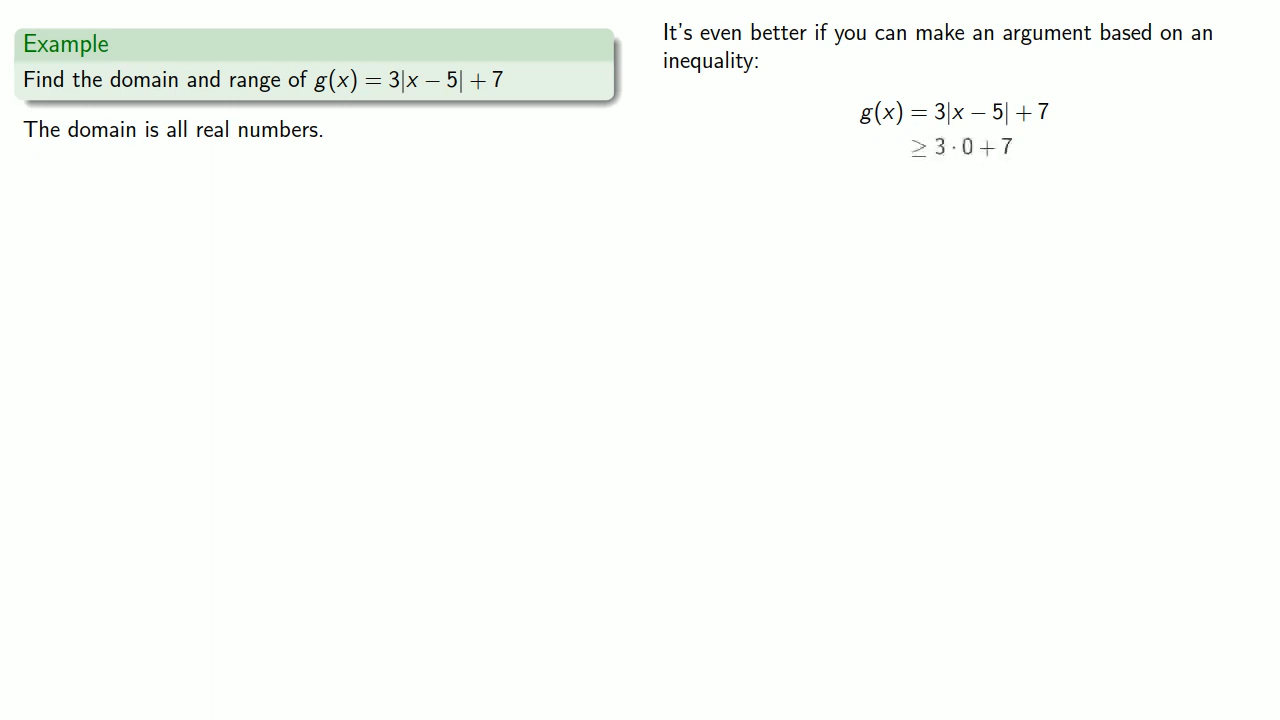 Example
Find the domain and range of g(x) = 3|x − 5| + 7
The domain is all real numbers.
It's even better if you can make an argument based on an
inequality:
g(x) = 3|x − 5| + 7
≥ 3 · 0 + 7